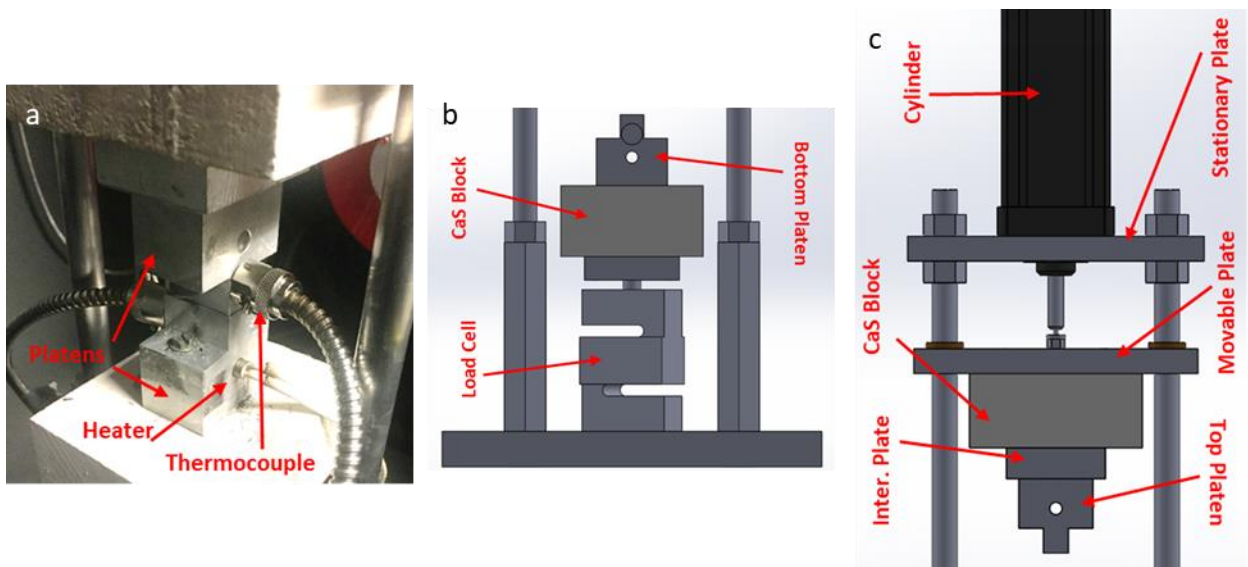 a
Platens
Heater
Thermocouple
b
CaS Block
Bottom Platen
Load Cell
c
Cylinder
Stationary Plate
CaS Block
Movable Plate
Inter. Plate
Top Platen